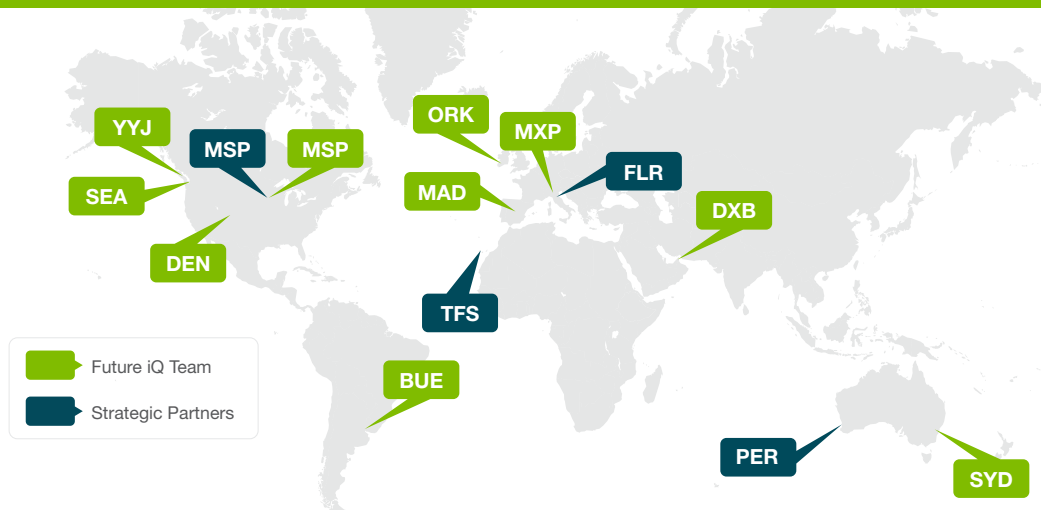 ORK
YYJ
MXP
MSP
MSP
FLR
MAD
SEA
DXB
DEN
TFS
Future iQ Team
BUE
Strategic Partners
PER
SYD